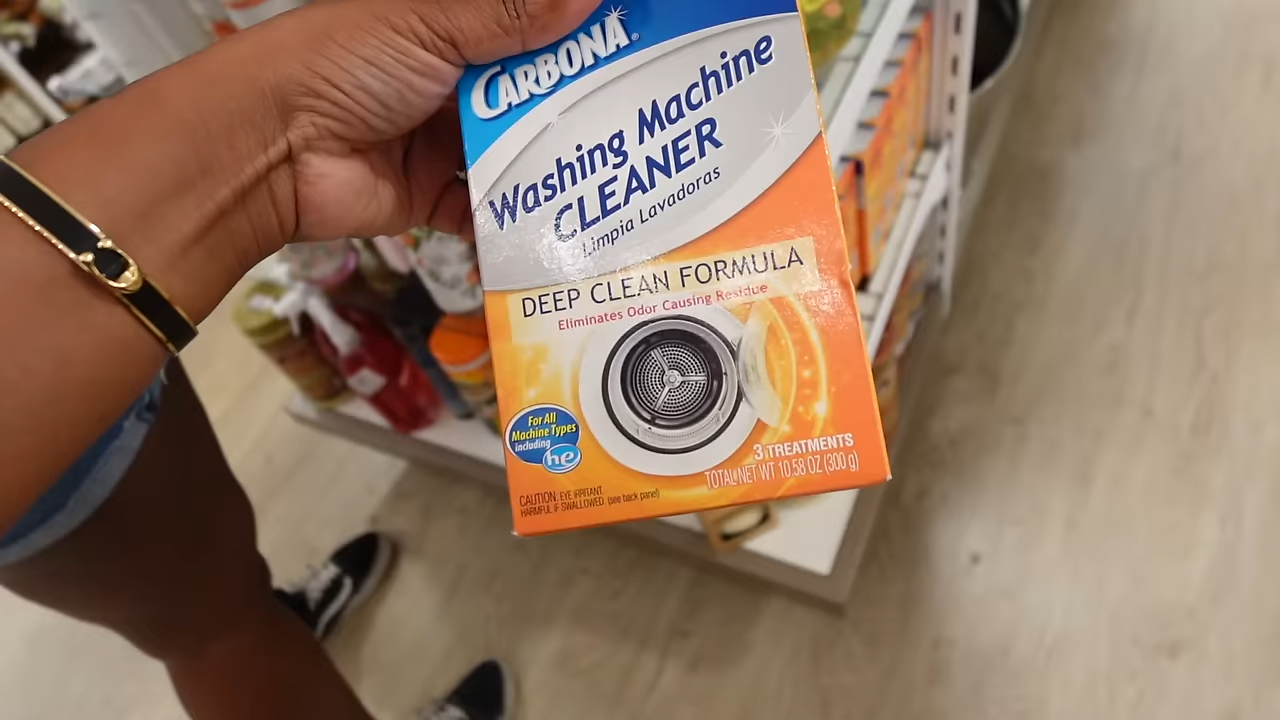 CARBONA®
Washing Machine
CLEANER
Limpia Lavadoras
DEEP CLEAN FORMULA
Eliminates Odor Causing Residue
For All
Machine Types
including
he
3 TREATMENTS
TOTAL NET WT 10.58 OZ (300 g)
CAUTION: EYE IRRITANT.
HARMFUL IF SWALLOWED. (see back panel)